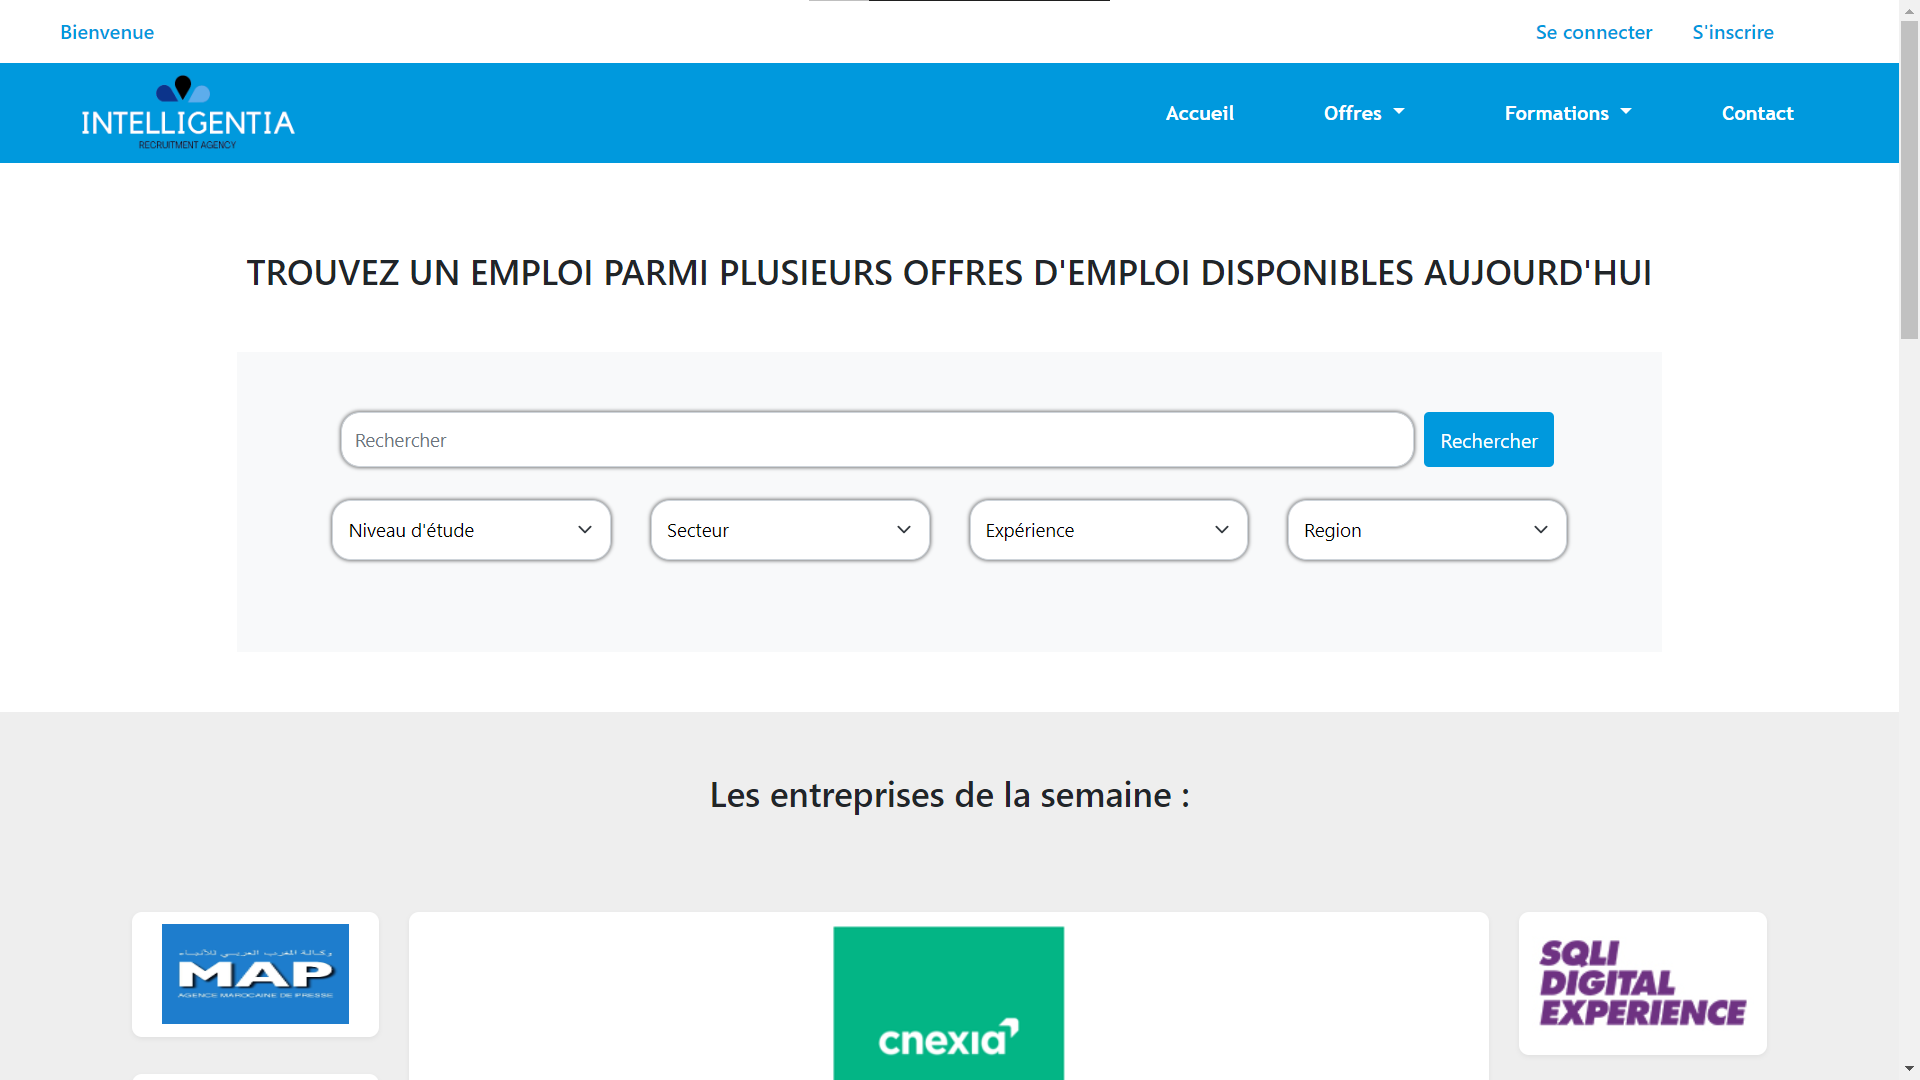 Bienvenue
Se connecter
S'inscrire
INTELLIGENTIA
RECRUITMENT AGENCY
Accueil
Offres
Formations
Contact
TROUVEZ UN EMPLOI PARMI PLUSIEURS OFFRES D'EMPLOI DISPONIBLES AUJOURD'HUI
Rechercher
Rechercher
Niveau d'étude
Secteur
Expérience
Region
Les entreprises de la semaine :
وكالة المغرب العربي للأنباء
MAP
AGENCE MAROCAINE DE PRESSE
cnexia
SQLI
DIGITAL
EXPERIENCE